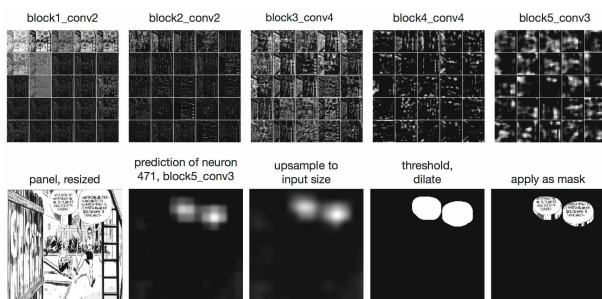 block1_conv2 block2_conv2 block3_conv4 block4_conv4 block5_conv3
panel, resized
prediction of neuron
471, block5_conv3
upsample to
input size
threshold,
dilate
apply as mask